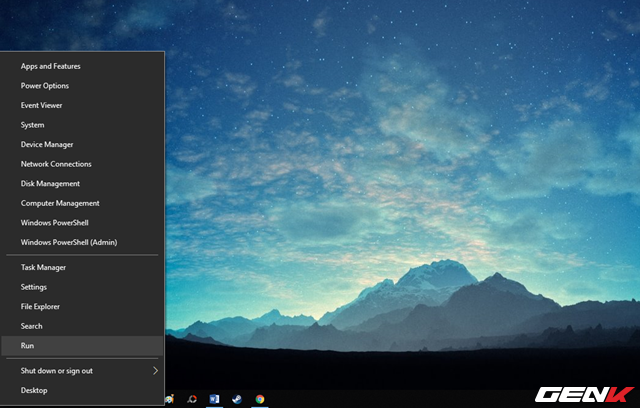 Apps and Features
Power Options
Event Viewer
System
Device Manager
Network Connections
Disk Management
Computer Management
Windows PowerShell
Windows PowerShell (Admin)
Task Manager
Settings
File Explorer
Search
Run
Shut down or sign out
Desktop
GENK